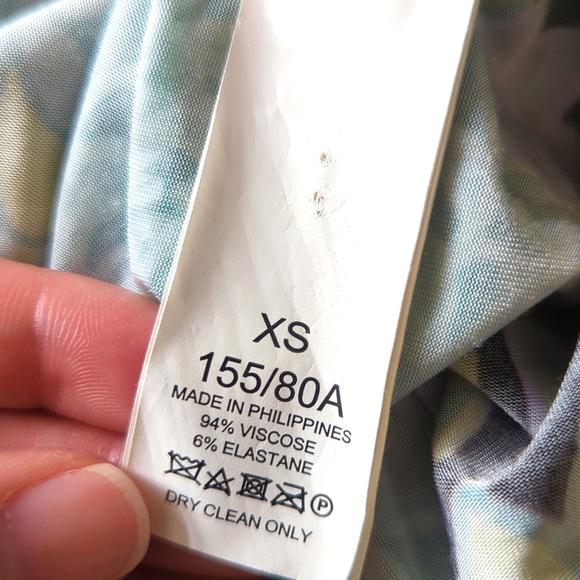 XS
155/80A
MADE IN PHILIPPINES
94% VISCOSE
6% ELASTANE
P
DRY CLEAN ONLY